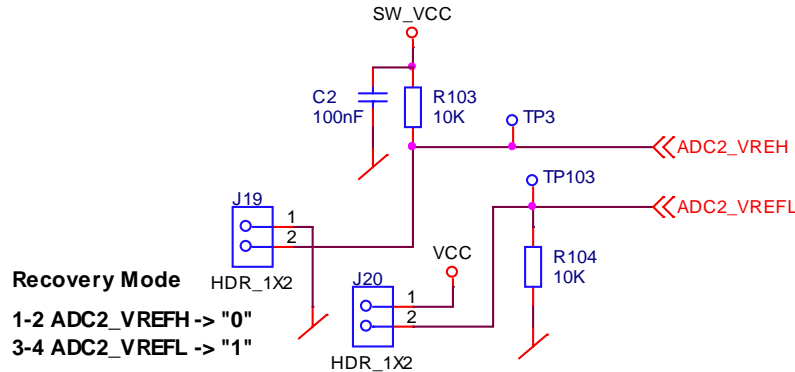 SW_VCC
C2
100nF
R103
10K
TP3
ADC2_VREH
TP103
ADC2_VREFL
J19
1
2
HDR_1X2
VCC
R104
10K
J20
1
2
HDR_1X2
Recovery Mode
1-2 ADC2_VREFH -> "0"
3-4 ADC2_VREFL -> "1"